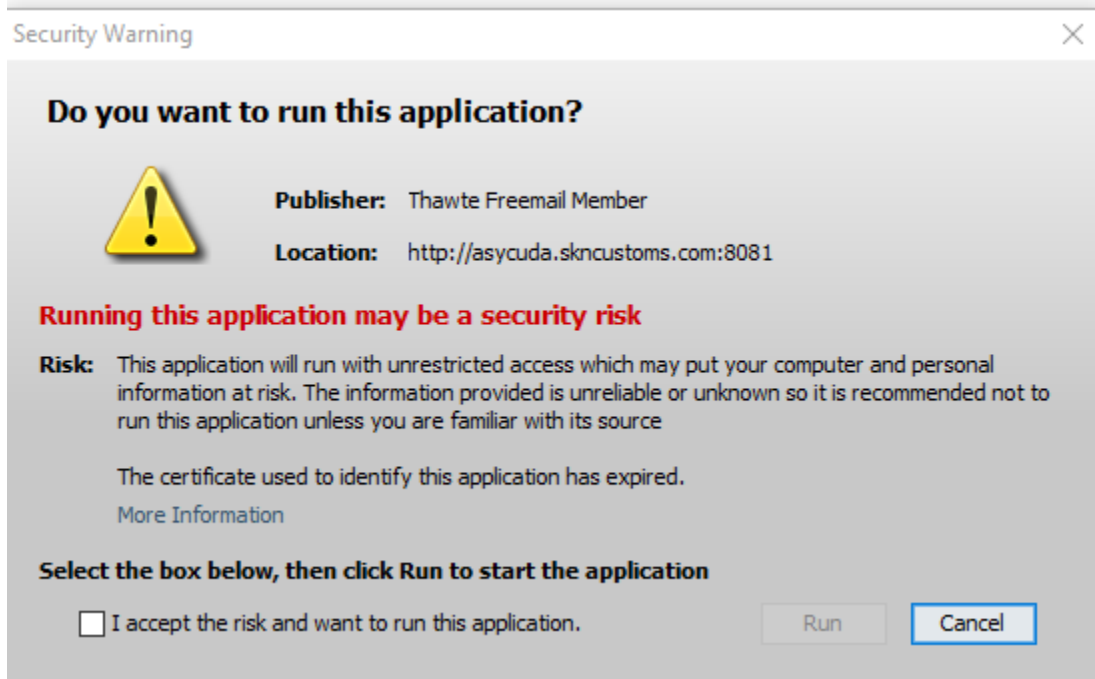 Security Warning
Do you want to run this application?
Publisher: Thawte Freemail Member
Location: http://asycuda.skncustoms.com:8081
Running this application may be a security risk
Risk: This application will run with unrestricted access which may put your computer and personal
information at risk. The information provided is unreliable or unknown so it is recommended not to
run this application unless you are familiar with its source
The certificate used to identify this application has expired.
More Information
Select the box below, then click Run to start the application
I accept the risk and want to run this application.
Run
Cancel